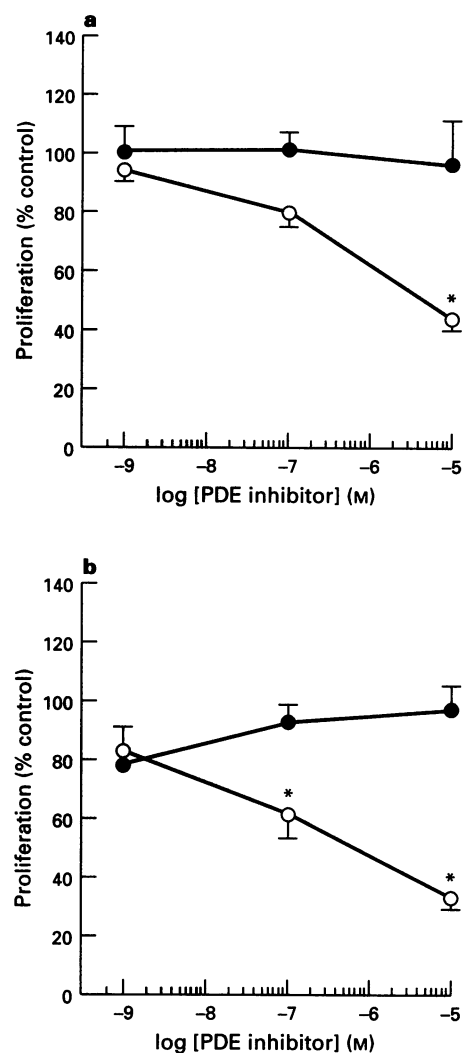 a
140
120
100
80
60
40
20
0
Proliferation (% control)
*
–9 –8 –7 –6 –5
log [PDE inhibitor] (M)
b
140
120
100
80
60
40
20
0
Proliferation (% control)
*
*
–9 –8 –7 –6 –5
log [PDE inhibitor] (M)